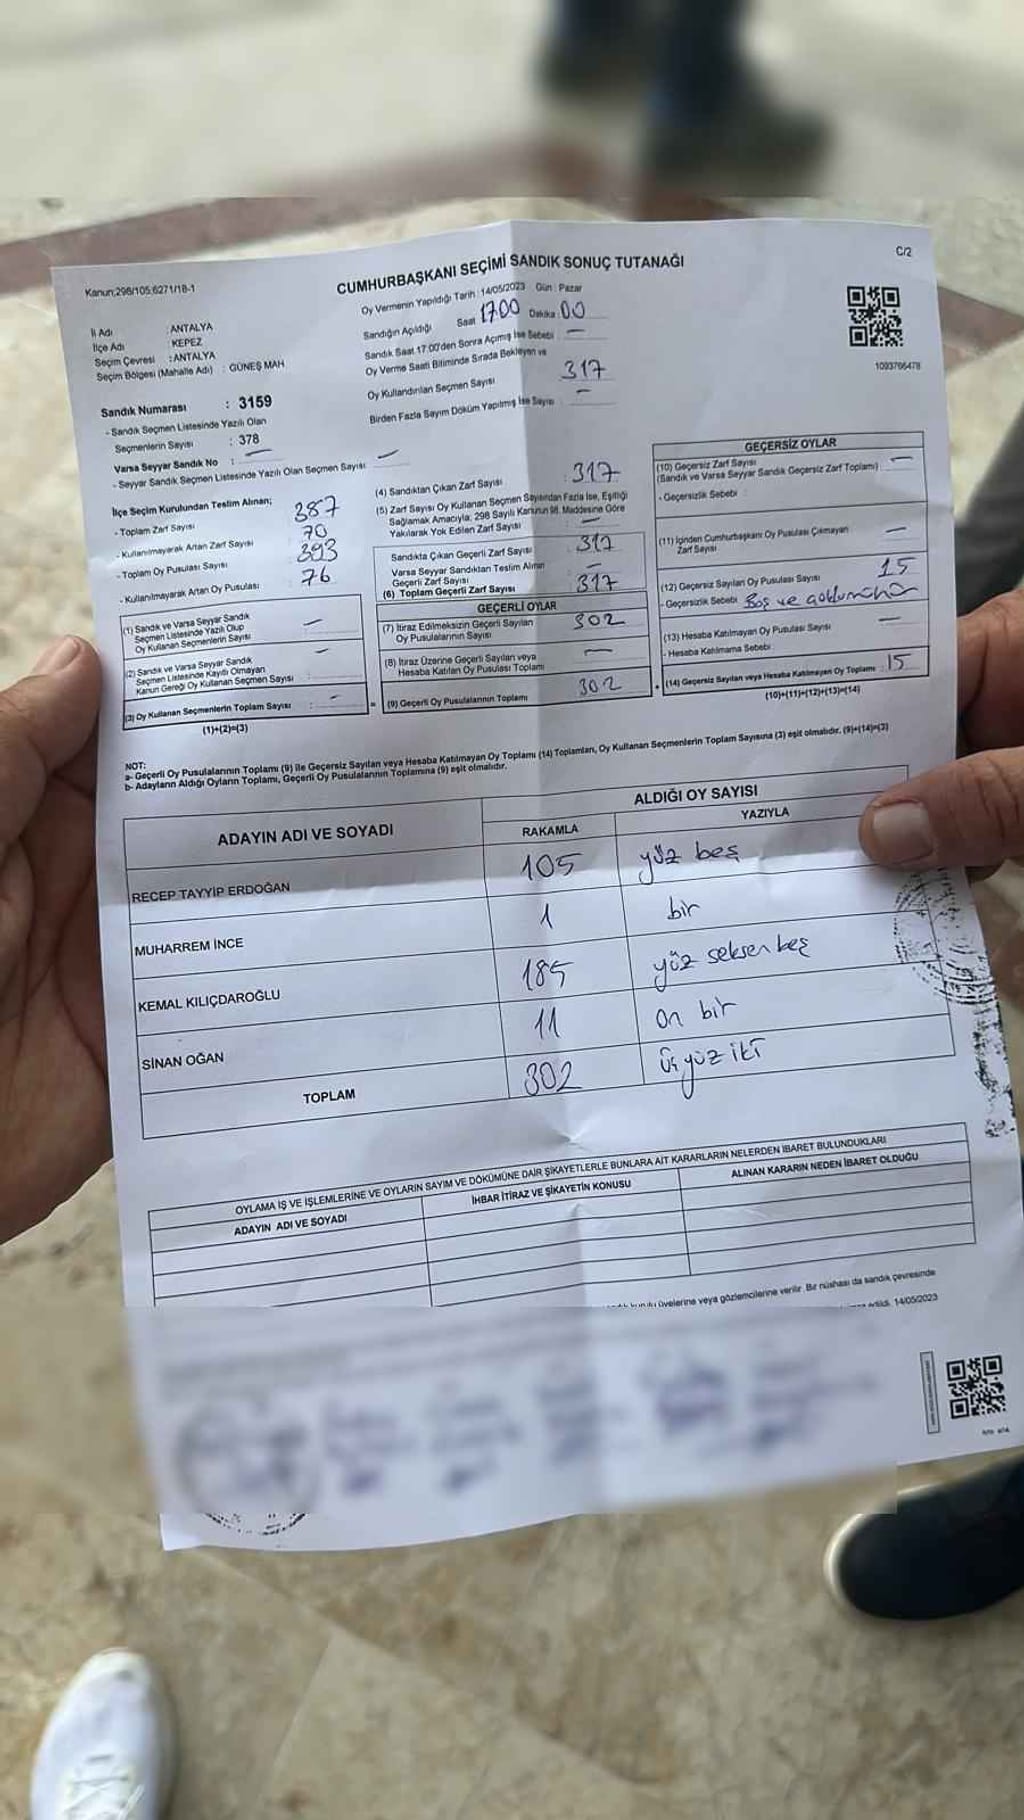 C/2
Kanun;298/105;6271/18-1
CUMHURBAŞKANI SEÇİMİ SANDIK SONUÇ TUTANAĞI
İl Adı : ANTALYA
İlçe Adı : KEPEZ
Seçim Çevresi : ANTALYA
Seçim Bölgesi (Mahalle Adı) : GÜNEŞ MAH
Sandık Numarası : 3159
- Sandık Seçmen Listesinde Yazılı Olan
Seçmenlerin Sayısı : 378
Varsa Seyyar Sandık No : —
- Seyyar Sandık Seçmen Listesinde Yazılı Olan Seçmen Sayısı —
Oy Vermenin Yapıldığı Tarih : 14/05/2023 Gün : Pazar
Sandığın Açıldığı Saat 17.00 Dakika : 00
Sandık Saat 17:00'den Sonra Açımış İse Sebebi : —
Oy Verme Saati Bitiminde Sırada Bekleyen ve
Oy Kullandırılan Seçmen Sayısı 317
Birden Fazla Sayım Döküm Yapılmış İse Sayısı : —
1093766478
İlçe Seçim Kurulundan Teslim Alınan;
- Toplam Zarf Sayısı 387
- Kullanılmayarak Artan Zarf Sayısı 70
- Toplam Oy Pusulası Sayısı 393
- Kullanılmayarak Artan Oy Pusulası 76
(1) Sandık ve Varsa Seyyar Sandık
Seçmen Listesinde Yazılı Olup
Oy Kullanan Seçmenlerin Sayısı : —
(2) Sandık ve Varsa Seyyar Sandık
Seçmen Listesinde Kayıtlı Olmayan
Kanun Gereği Oy Kullanan Seçmen Sayısı : —
(3) Oy Kullanan Seçmenlerin Toplam Sayısı : — =
(1)+(2)=(3)
(4) Sandıktan Çıkan Zarf Sayısı : 317
(5) Zarf Sayısı Oy Kullanan Seçmen Sayısından Fazla İse, Eşitliği
Sağlamak Amacıyla; 298 Sayılı Kanunun 98. Maddesine Göre
Yakılarak Yok Edilen Zarf Sayısı : —
Sandıkta Çıkan Geçerli Zarf Sayısı : 317
Varsa Seyyar Sandıktan Teslim Alınan
Geçerli Zarf Sayısı : —
(6) Toplam Geçerli Zarf Sayısı 317
GEÇERLİ OYLAR
(7) İtiraz Edilmeksizin Geçerli Sayılan
Oy Pusulalarının Sayısı : 302
(8) İtiraz Üzerine Geçerli Sayılan veya
Hesaba Katılan Oy Pusulası Toplamı : —
(9) Geçerli Oy Pusulalarının Toplamı : 302 +
GEÇERSİZ OYLAR
(10) Geçersiz Zarf Sayısı
(Sandık ve Varsa Seyyar Sandık Geçersiz Zarf Toplamı) : —
- Geçersizlik Sebebi :
(11) İçinden Cumhurbaşkanı Oy Pusulası Çıkmayan
Zarf Sayısı : —
(12) Geçersiz Sayılan Oy Pusulası Sayısı : 15
- Geçersizlik Sebebi : Boş ve
(13) Hesaba Katılmayan Oy Pusulası Sayısı : —
- Hesaba Katılmama Sebebi :
(14) Geçersiz Sayılan veya Hesaba Katılmayan Oy Toplamı : 15
(10)+(11)+(12)+(13)=(14)
NOT:
a- Geçerli Oy Pusulalarının Toplamı (9) ile Geçersiz Sayılan veya Hesaba Katılmayan Oy Toplamı (14) Toplamları, Oy Kullanan Seçmenlerin Toplam Sayısına (3) eşit olmalıdır. (9)+(14)=(3)
b- Adayların Aldığı Oyların Toplamı, Geçerli Oy Pusulalarının Toplamına (9) eşit olmalıdır.
ADAYIN ADI VE SOYADI
ALDIĞI OY SAYISI
RAKAMLA YAZIYLA
RECEP TAYYİP ERDOĞAN 105 yüz beş
MUHARREM İNCE 1 bir
KEMAL KILIÇDAROĞLU 185 yüz seksen beş
SİNAN OĞAN 11 on bir
TOPLAM 302 üç yüz iki
OYLAMA İŞ VE İŞLEMLERİNE VE OYLARIN SAYIM VE DÖKÜMÜNE DAİR ŞİKAYETLERLE BUNLARA AİT KARARLARIN NELERDEN İBARET BULUNDUKLARI
ADAYIN ADI VE SOYADI
İHBAR İTİRAZ VE ŞİKAYETİN KONUSU
ALINAN KARARIN NEDEN İBARET OLDUĞU
kurulu üyelerine veya gözlemcilerine verilir. Bir nüshası da sandık çevresinde
edildi. 14/05/2023